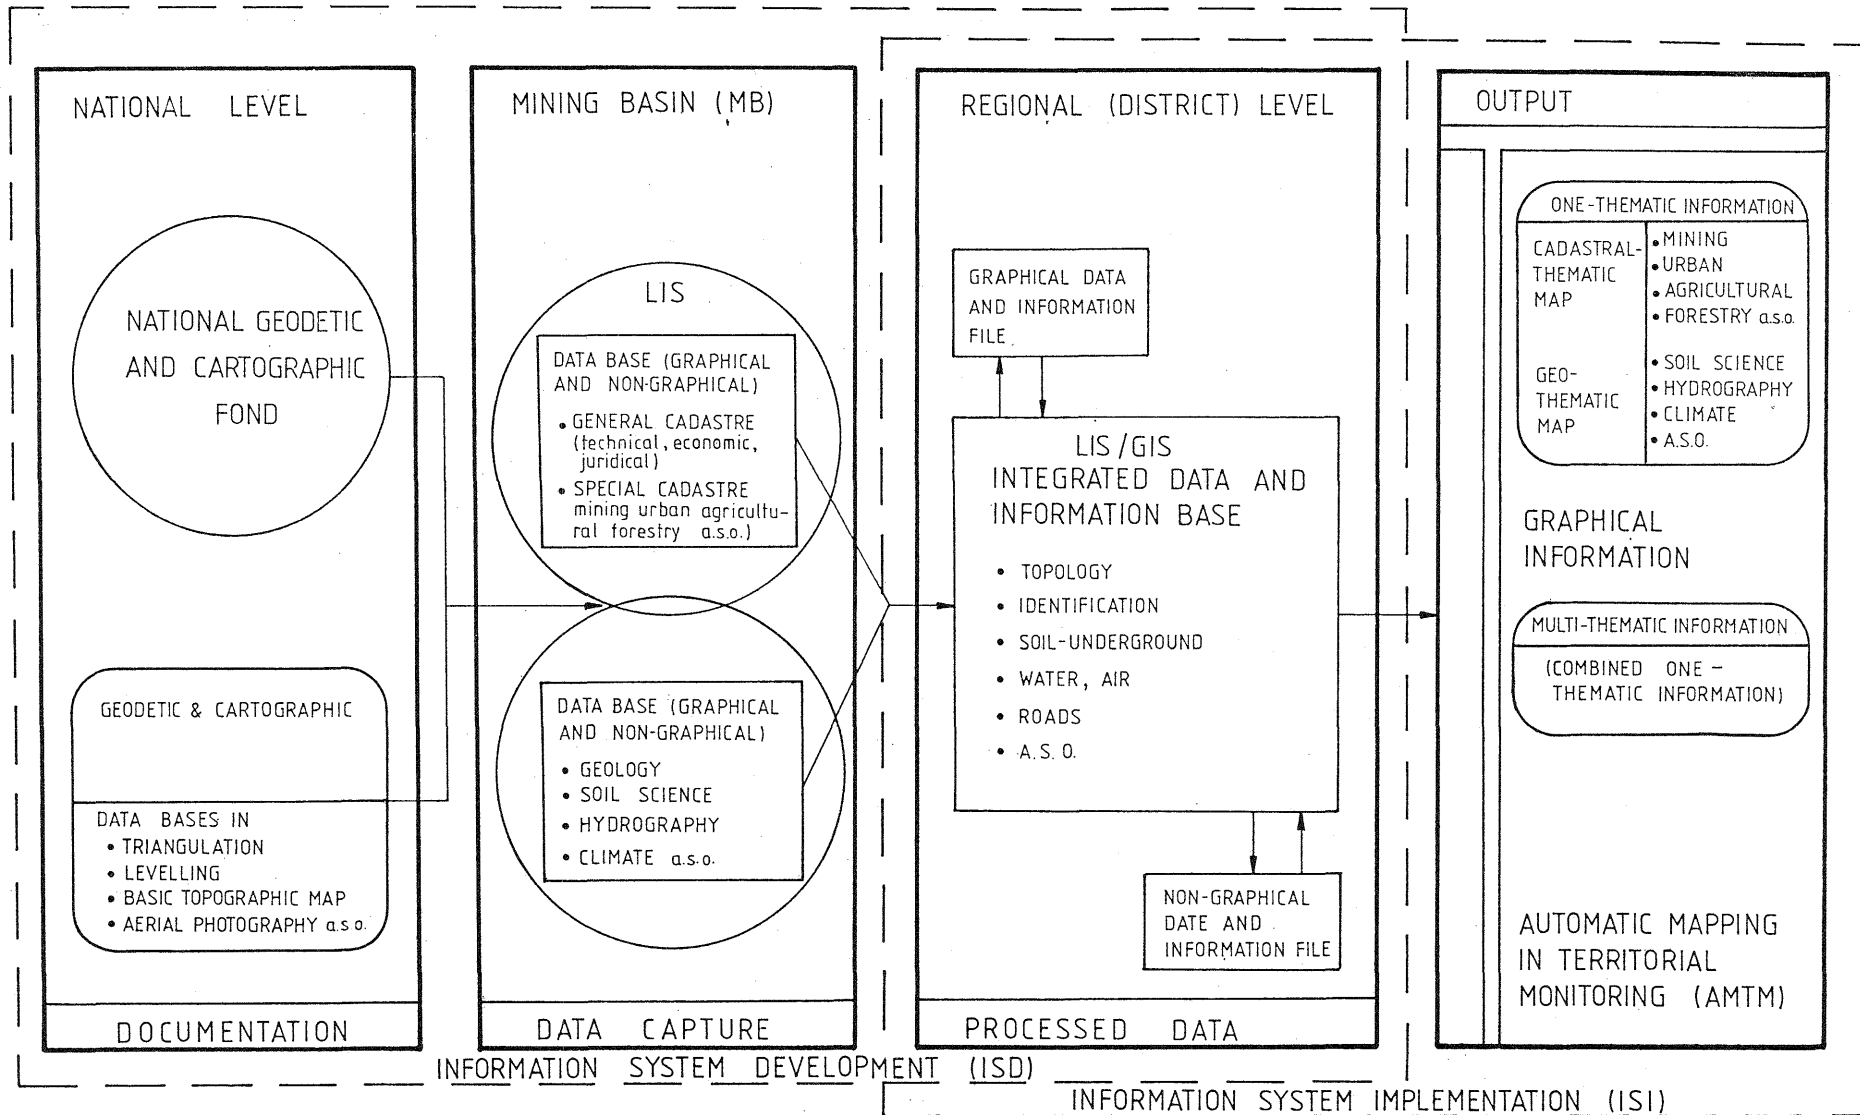 NATIONAL LEVEL
NATIONAL GEODETIC
AND CARTOGRAPHIC
FOND
GEODETIC & CARTOGRAPHIC
DATA BASES IN
• TRIANGULATION
• LEVELLING
• BASIC TOPOGRAPHIC MAP
• AERIAL PHOTOGRAPHY a.s.o.
DOCUMENTATION
MINING BASIN (MB)
LIS
DATA BASE (GRAPHICAL
AND NON-GRAPHICAL)
• GENERAL CADASTRE
(technical, economic,
juridical)
• SPECIAL CADASTRE
mining urban agricultu-
ral forestry a.s.o.)
DATA BASE (GRAPHICAL
AND NON-GRAPHICAL)
• GEOLOGY
• SOIL SCIENCE
• HYDROGRAPHY
• CLIMATE a.s.o.
DATA CAPTURE
REGIONAL (DISTRICT) LEVEL
GRAPHICAL DATA
AND INFORMATION
FILE
LIS/GIS
INTEGRATED DATA AND
INFORMATION BASE
• TOPOLOGY
• IDENTIFICATION
• SOIL-UNDERGROUND
• WATER, AIR
• ROADS
• A.S.O.
NON-GRAPHICAL
DATE AND
INFORMATION FILE
PROCESSED DATA
OUTPUT
ONE-THEMATIC INFORMATION
CADASTRAL-
THEMATIC
MAP
• MINING
• URBAN
• AGRICULTURAL
• FORESTRY a.s.o.
GEO-
THEMATIC
MAP
• SOIL SCIENCE
• HYDROGRAPHY
• CLIMATE
• A.S.O.
GRAPHICAL
INFORMATION
MULTI-THEMATIC INFORMATION
(COMBINED ONE-
THEMATIC INFORMATION)
AUTOMATIC MAPPING
IN TERRITORIAL
MONITORING (AMTM)
INFORMATION SYSTEM DEVELOPMENT (ISD)
INFORMATION SYSTEM IMPLEMENTATION (ISI)